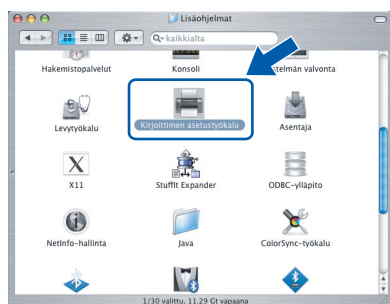 Lisäohjelmat
kaikkialta
Hakemistopalvelut
Konsoli
stelmän valvonta
Levytyökalu
Kirjoittimen asetustyökalu
Asentaja
X11
StuffIt Expander
ODBC-ylläpito
NetInfo-hallinta
Java
ColorSync-työkalu
1/30 valittu, 11.29 Gt vapaana